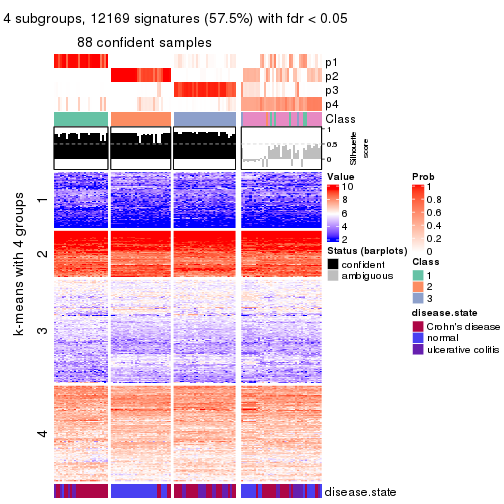 4 subgroups, 12169 signatures (57.5%) with fdr < 0.05
88 confident samples
p1
p2
p3
p4
Class
1
0.5
0
Silhouette
score
k-means with 4 groups
1
2
3
4
Value
10
8
6
4
2
Status (barplots)
confident
ambiguous
Prob
1
0.8
0.6
0.4
0.2
0
Class
1
2
3
disease.state
Crohn's disease
normal
ulcerative colitis
disease.state